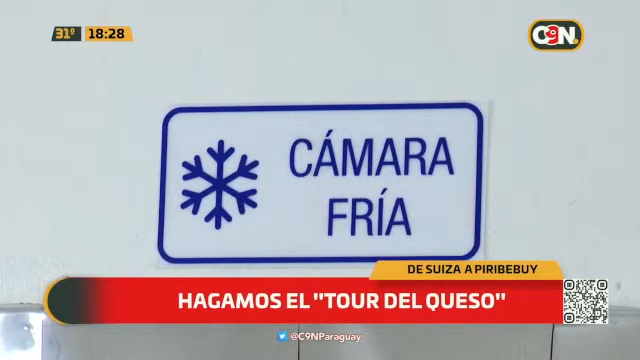 31º 18:28
C9N
CÁMARA
FRÍA
DE SUIZA A PIRIBEBUY
HAGAMOS EL "TOUR DEL QUESO"
@C9NParaguay